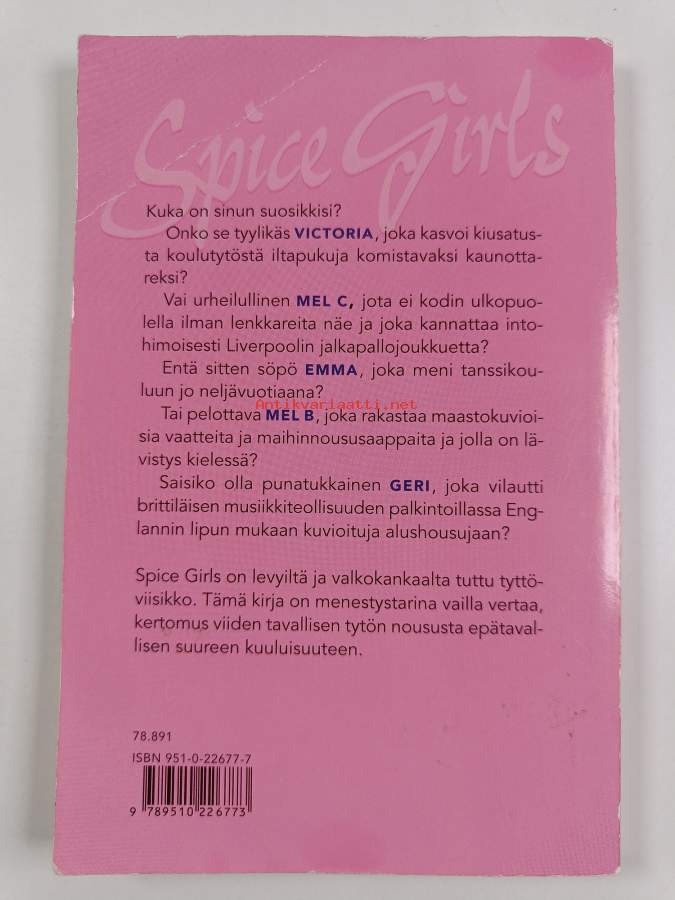 Spice Girls
Kuka on sinun suosikkisi?
Onko se tyylikäs VICTORIA, joka kasvoi kiusatus-
ta koulutytöstä iltapukuja komistavaksi kaunotta-
reksi?
Vai urheilullinen MEL C, jota ei kodin ulkopuo-
lella ilman lenkkareita näe ja joka kannattaa into-
himoisesti Liverpoolin jalkapallojoukkuetta?
Entä sitten söpö EMMA, joka meni tanssikou-
luun jo neljävuotiaana?
Antikvariaatti.net
Tai pelottava MEL B, joka rakastaa maastokuvioi-
sia vaatteita ja maihinnoususaappaita ja jolla on lä-
vistys kielessä?
Saisiko olla punatukkainen GERI, joka vilautti
brittiläisen musiikkiteollisuuden palkintoillassa Eng-
lannin lipun mukaan kuvioituja alushousujaan?
Spice Girls on levyiltä ja valkokankaalta tuttu tyttö-
viisikko. Tämä kirja on menestystarina vailla vertaa,
kertomus viiden tavallisen tytön noususta epätaval-
lisen suureen kuuluisuuteen.
78.891
ISBN 951-0-22677-7
9 789510 226773